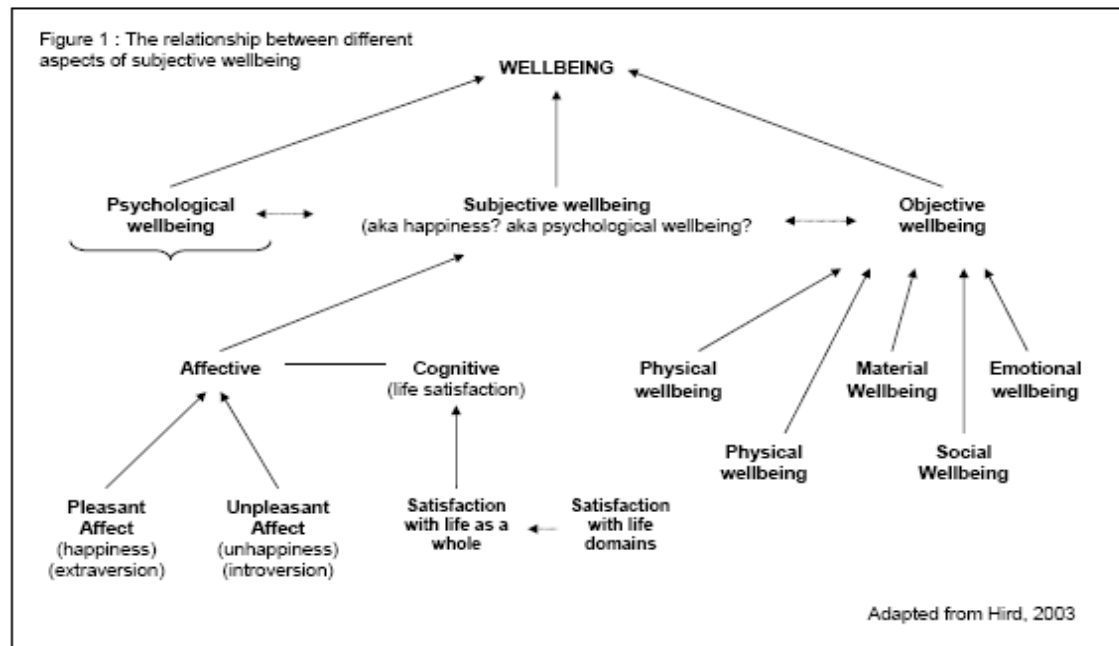 Figure 1 : The relationship between different
aspects of subjective wellbeing
WELLBEING
Psychological
wellbeing
Subjective wellbeing
(aka happiness? aka psychological wellbeing?
Objective
wellbeing
Affective
Cognitive
(life satisfaction)
Physical
wellbeing
Material
Wellbeing
Emotional
wellbeing
Physical
wellbeing
Social
Wellbeing
Pleasant
Affect
(happiness)
(extraversion)
Unpleasant
Affect
(unhappiness)
(introversion)
Satisfaction
with life as a
whole
Satisfaction
with life
domains
Adapted from Hird, 2003